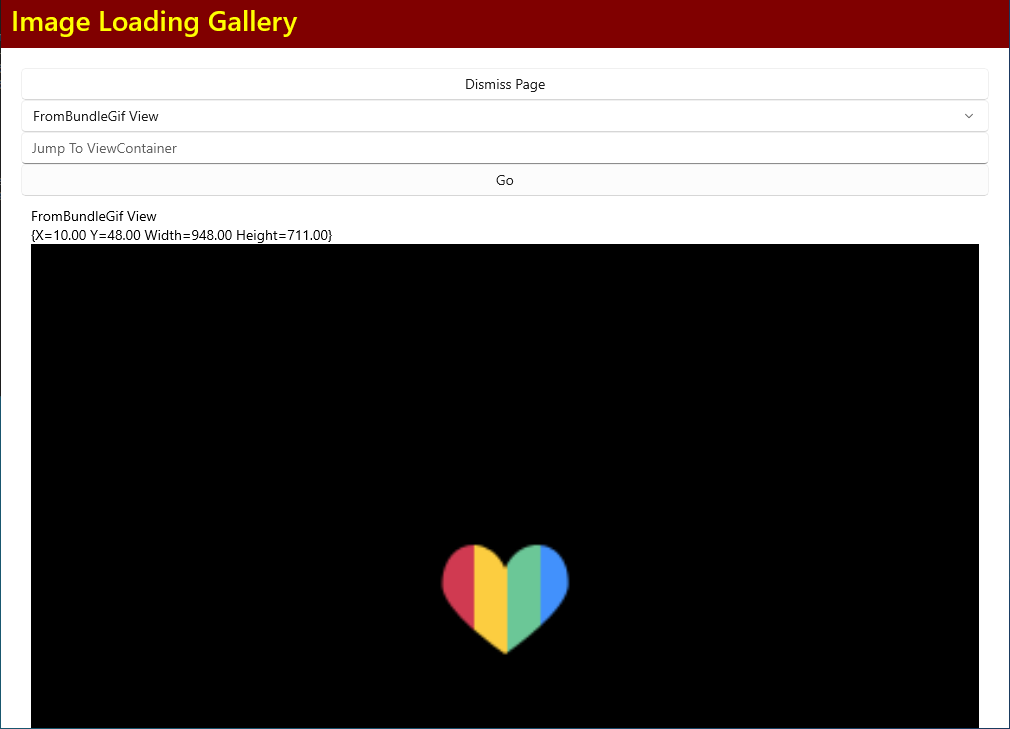 Image Loading Gallery
Dismiss Page
FromBundleGif View
Jump To ViewContainer
Go
FromBundleGif View
{X=10.00 Y=48.00 Width=948.00 Height=711.00}